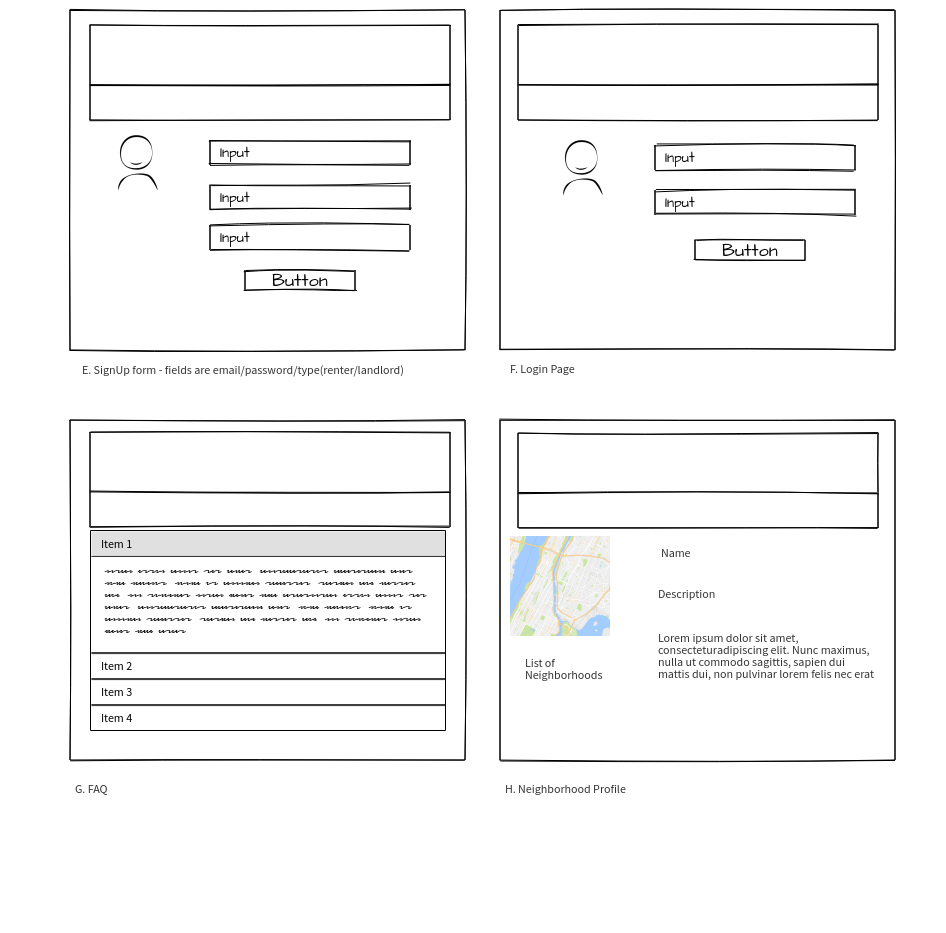 Input
Input
Input
Button
E. SignUp form - fields are email/password/type(renter/landlord)
Input
Input
Button
F. Login Page
Item 1
Item 2
Item 3
Item 4
G. FAQ
Name
Description
Lorem ipsum dolor sit amet,
consecteturadipiscing elit. Nunc maximus,
nulla ut commodo sagittis, sapien dui
mattis dui, non pulvinar lorem felis nec erat
List of
Neighborhoods
H. Neighborhood Profile